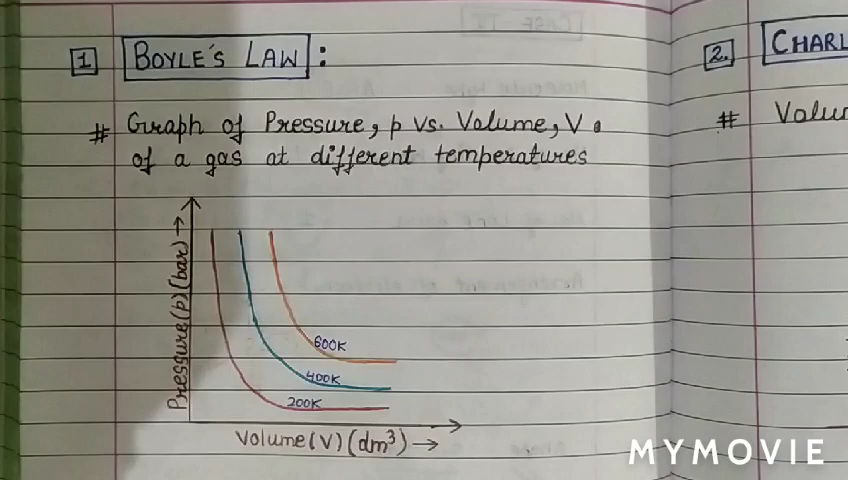 1 BOYLE'S LAW :
# Graph of Pressure, p vs. Volume, V
of a gas at different temperatures
Pressure (p) (bar) →
600K
400K
200K
Volume (V) (dm³) →
2. CHARL
# Valu
MYMOVIE